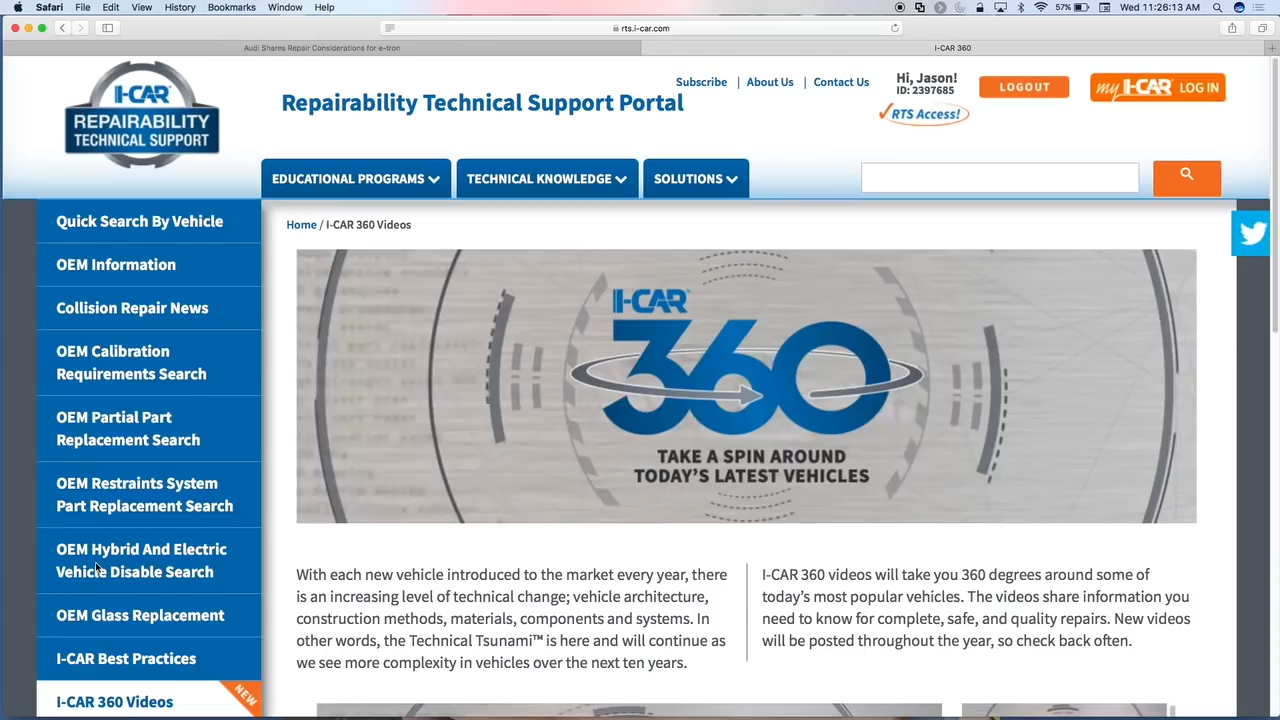 Safari File Edit View History Bookmarks Window Help 57% Wed 11:26:13 AM
rts.i-car.com
Audi Shares Repair Considerations for e-tron I-CAR 360
I-CAR
REPAIRABILITY
TECHNICAL SUPPORT
Repairability Technical Support Portal
Subscribe | About Us | Contact Us
Hi, Jason!
ID: 2397685
RTS Access!
LOGOUT
my I-CAR LOG IN
EDUCATIONAL PROGRAMS TECHNICAL KNOWLEDGE SOLUTIONS
Quick Search By Vehicle
OEM Information
Collision Repair News
OEM Calibration
Requirements Search
OEM Partial Part
Replacement Search
OEM Restraints System
Part Replacement Search
OEM Hybrid And Electric
Vehicle Disable Search
OEM Glass Replacement
I-CAR Best Practices
I-CAR 360 Videos
NEW
Home / I-CAR 360 Videos
I-CAR
360
TAKE A SPIN AROUND
TODAY'S LATEST VEHICLES
With each new vehicle introduced to the market every year, there
is an increasing level of technical change; vehicle architecture,
construction methods, materials, components and systems. In
other words, the Technical Tsunami™ is here and will continue as
we see more complexity in vehicles over the next ten years.
I-CAR 360 videos will take you 360 degrees around some of
today's most popular vehicles. The videos share information you
need to know for complete, safe, and quality repairs. New videos
will be posted throughout the year, so check back often.